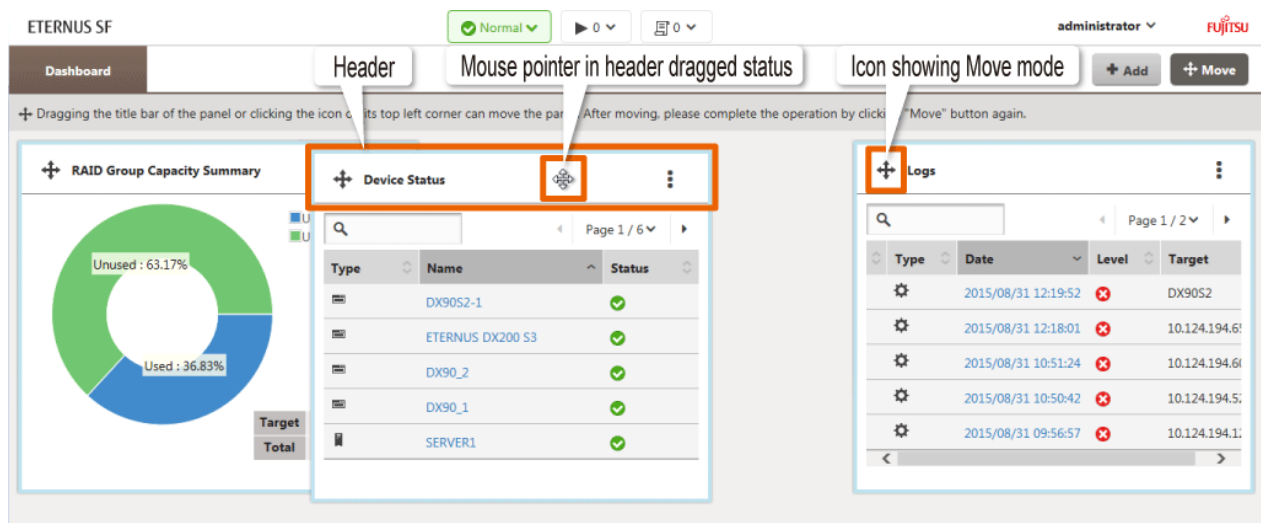 ETERNUS SF
Normal
0
0
administrator
FUJITSU
Dashboard
Header
Mouse pointer in header dragged status
Icon showing Move mode
Add
Move
Dragging the title bar of the panel or clicking the icon its top left corner can move the After moving, please complete the operation by "Move" button again.
RAID Group Capacity Summary
Unused : 63.17%
Used : 36.83%
Target
Total
Device Status
Page 1 / 6
Type Name Status
DX90S2-1
ETERNUS DX200 S3
DX90_2
DX90_1
SERVER1
Logs
Page 1 / 2
Type Date Level Target
2015/08/31 12:19:52 DX90S2
2015/08/31 12:18:01
2015/08/31 10:51:24
2015/08/31 10:50:42
2015/08/31 09:56:57